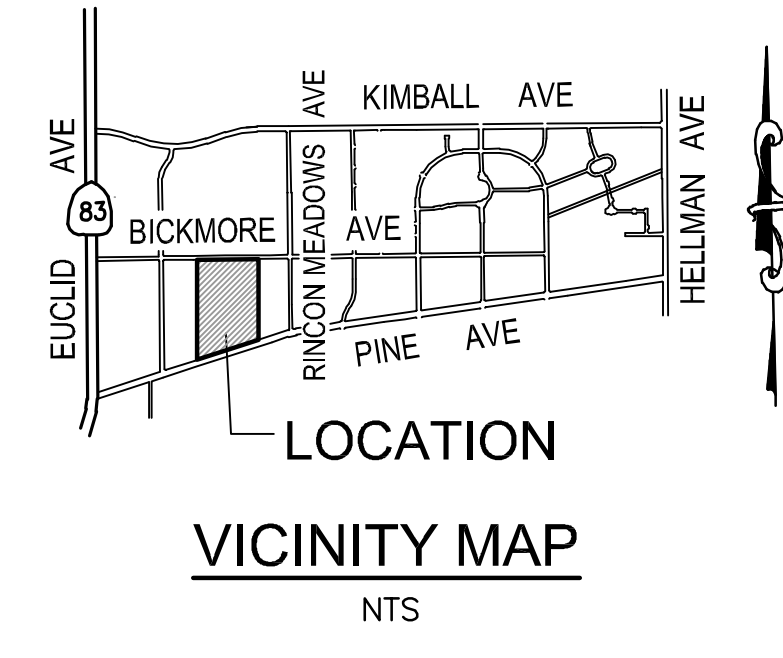 KIMBALL AVE
EUCLID AVE
83
BICKMORE AVE
RINCON MEADOWS AVE
HELLMAN AVE
PINE AVE
LOCATION
VICINITY MAP
NTS